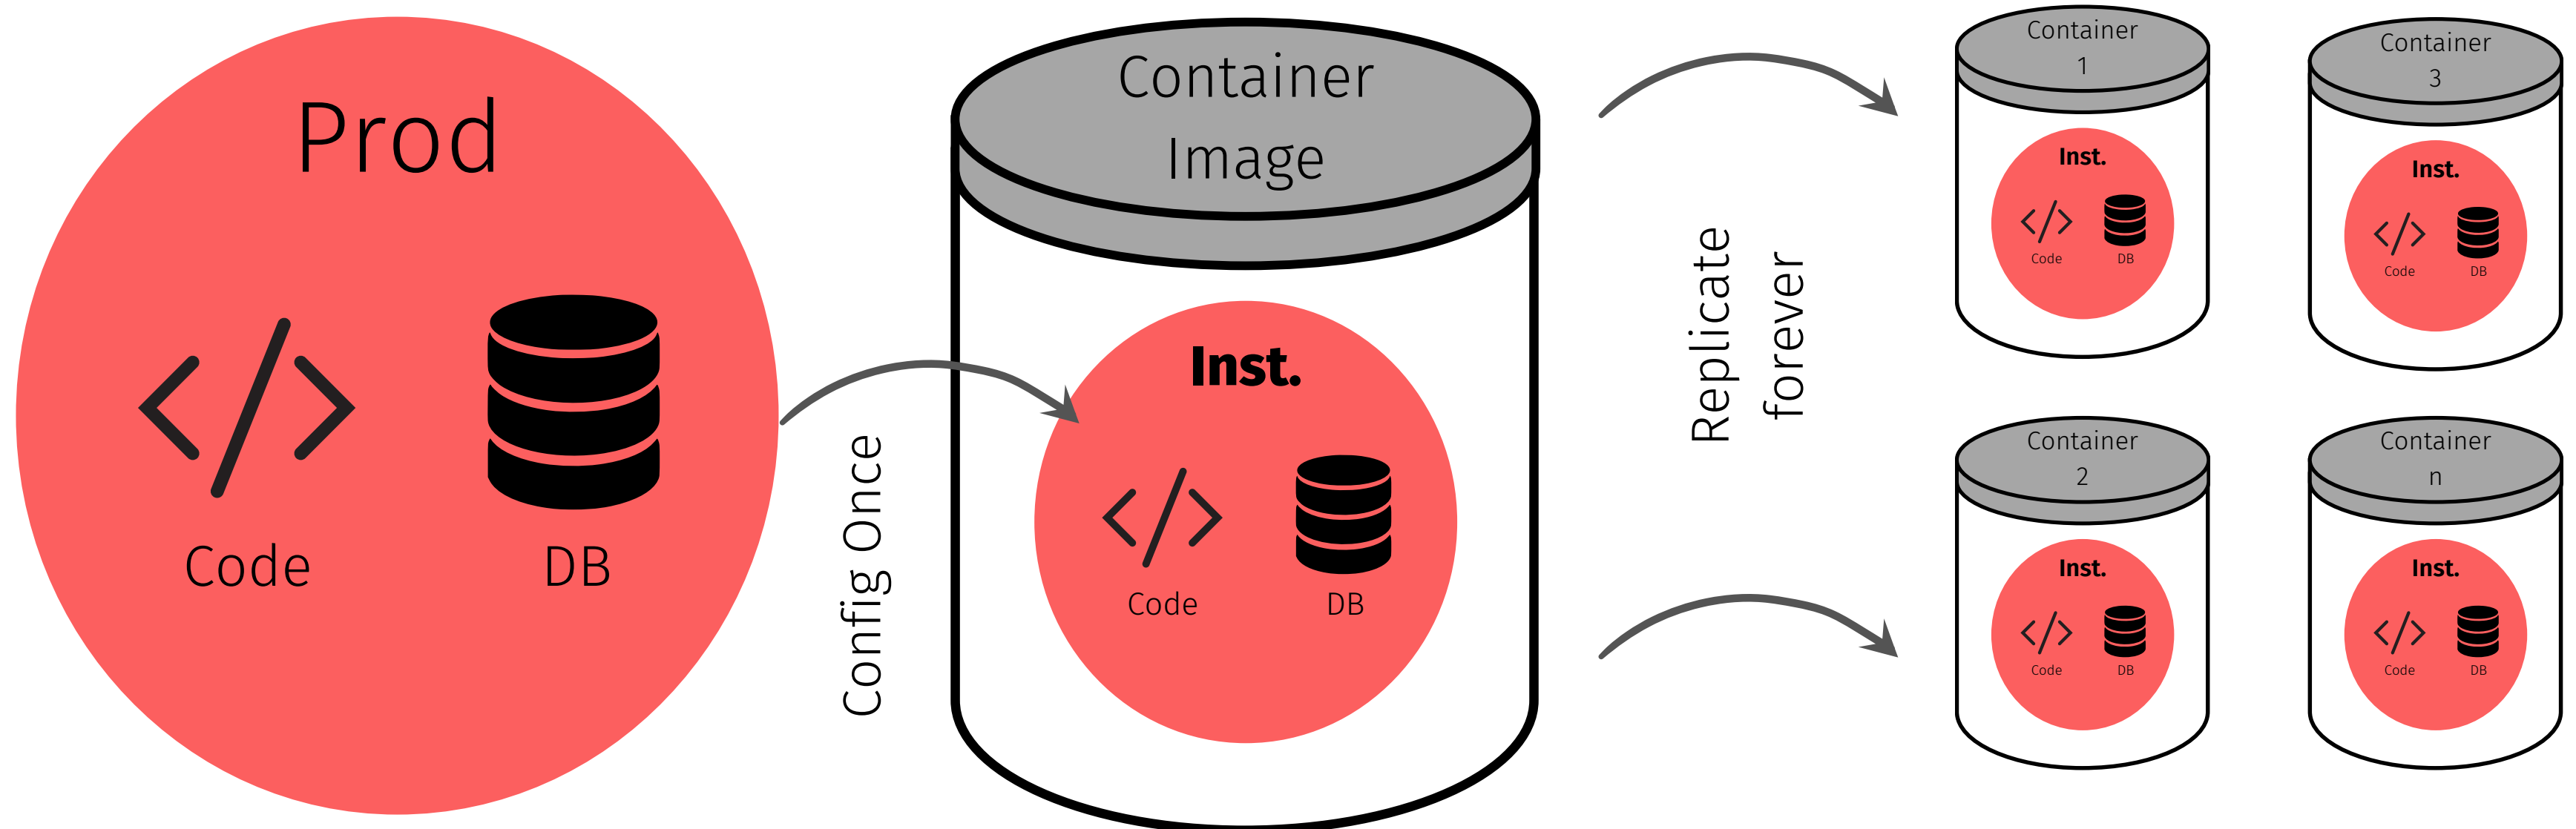 Prod
Code
DB
Config Once
Container
Image
Inst.
Code
DB
Replicate
forever
Container
1
Inst.
Code
DB
Container
3
Inst.
Code
DB
Container
2
Inst.
Code
DB
Container
n
Inst.
Code
DB